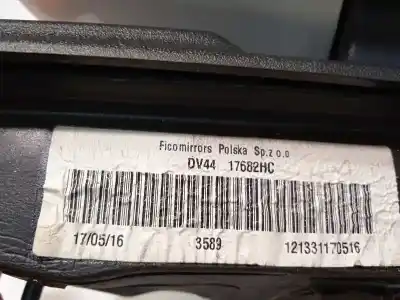 Ficomirrors Polska Sp.z o.o
DV44 17682HC
17/05/16 3589 121331170516